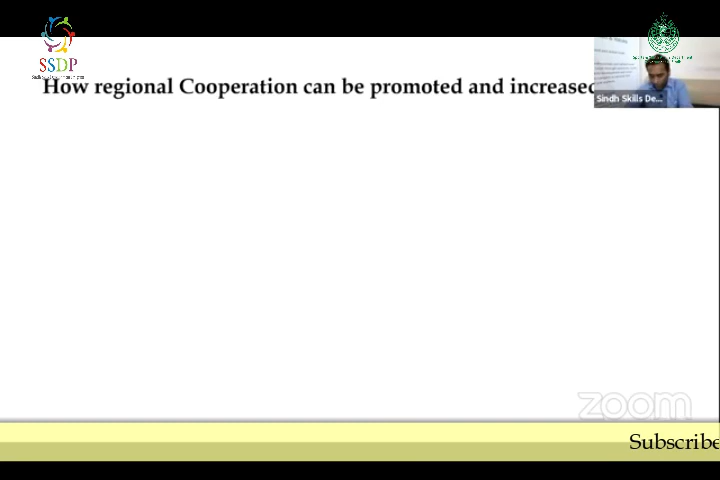 SSDP
How regional Cooperation can be promoted and increased
Sindh Skills De...
zoom
Subscribe